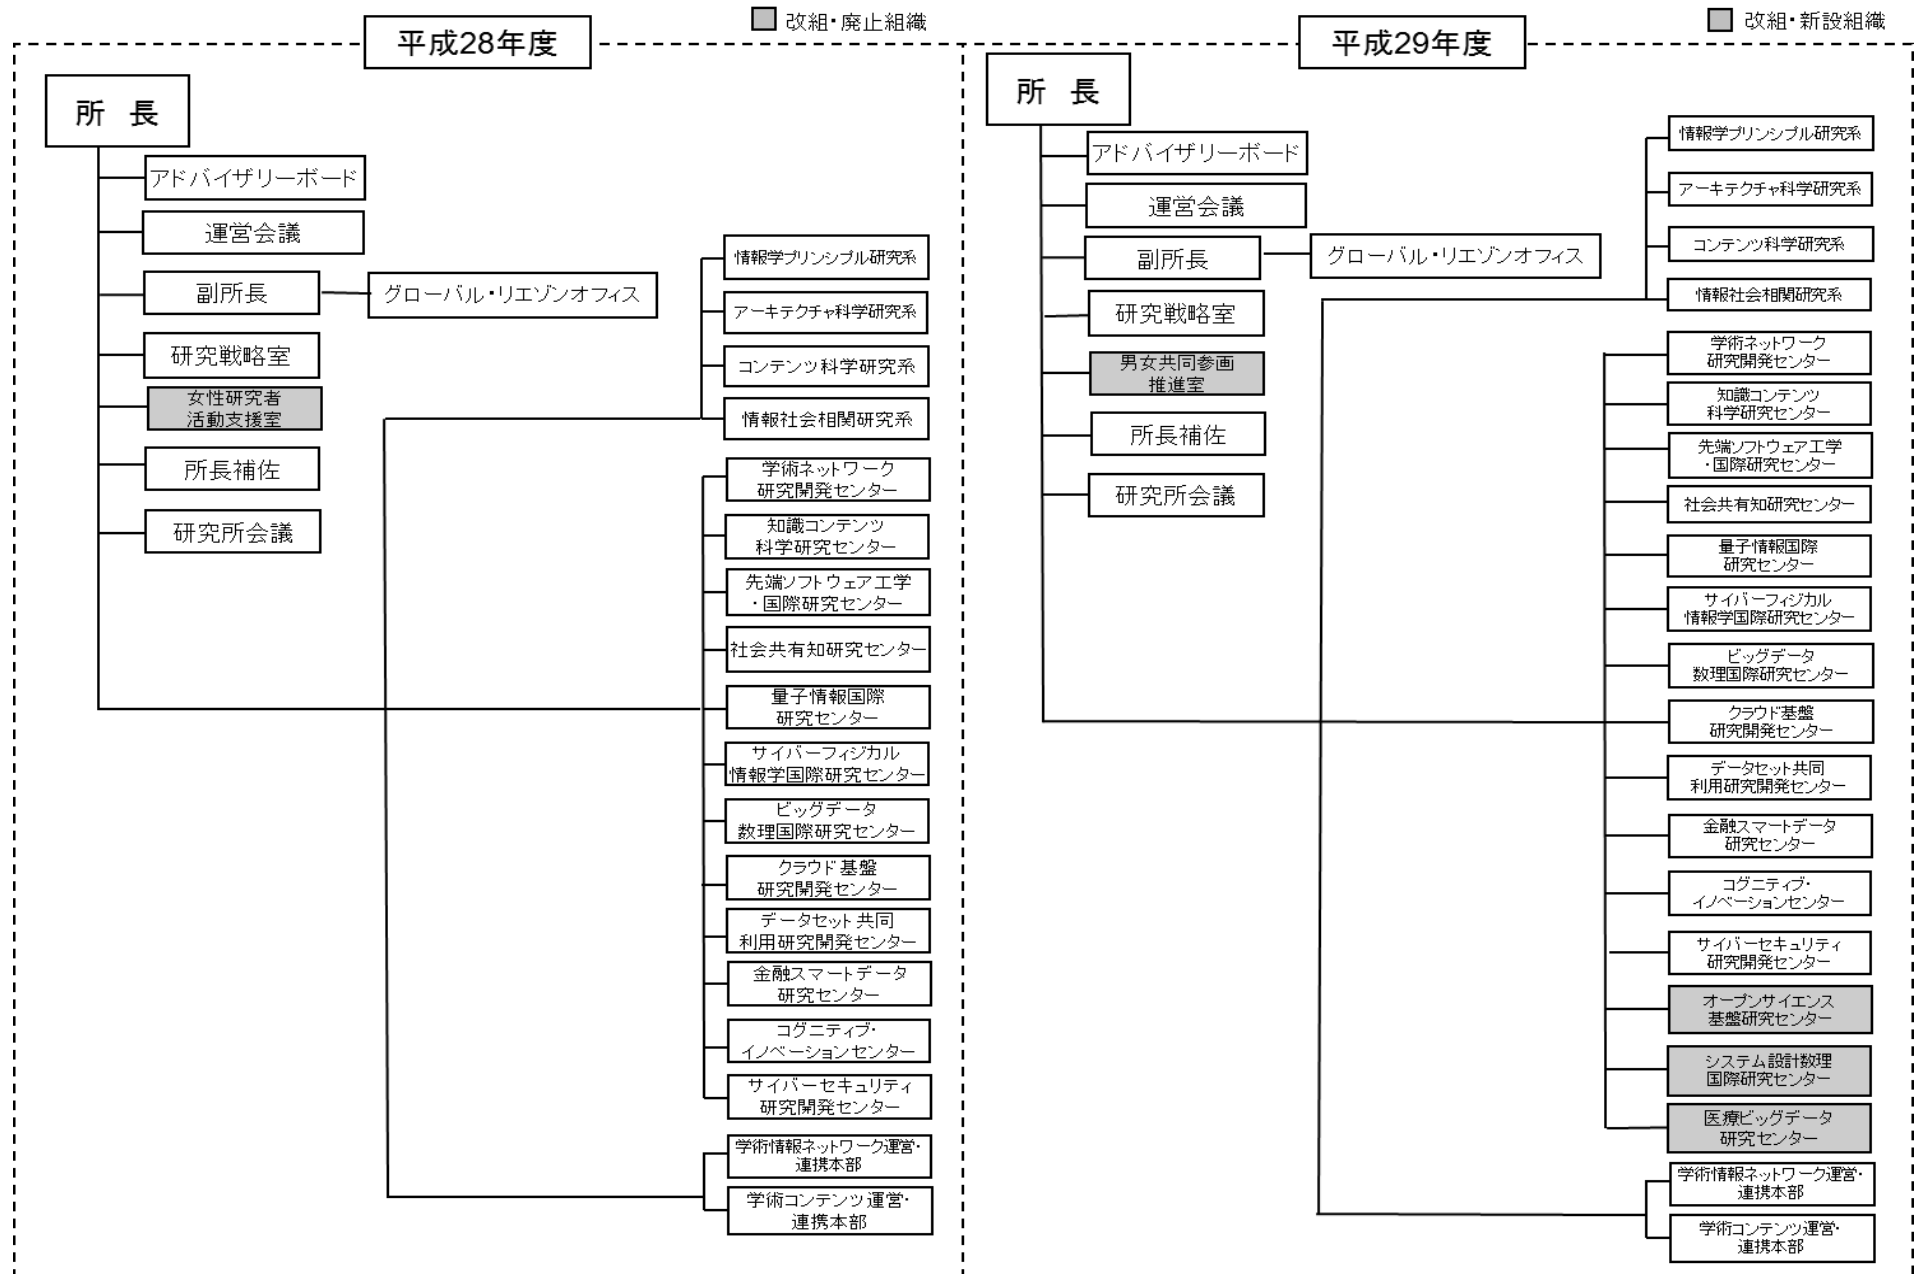 平成28年度
改組・廃止組織
所　長
アドバイザリーボード
運営会議
副所長
グローバル・リエゾンオフィス
研究戦略室
女性研究者
活動支援室
所長補佐
研究所会議
情報学プリンシプル研究系
アーキテクチャ科学研究系
コンテンツ科学研究系
情報社会相関研究系
学術ネットワーク
研究開発センター
知識コンテンツ
科学研究センター
先端ソフトウェア工学
・国際研究センター
社会共有知研究センター
量子情報国際
研究センター
サイバーフィジカル
情報学国際研究センター
ビッグデータ
数理国際研究センター
クラウド基盤
研究開発センター
データセット共同
利用研究開発センター
金融スマートデータ
研究センター
コグニティブ・
イノベーションセンター
サイバーセキュリティ
研究開発センター
学術情報ネットワーク運営・
連携本部
学術コンテンツ運営・
連携本部
平成29年度
改組・新設組織
所　長
アドバイザリーボード
運営会議
副所長
グローバル・リエゾンオフィス
研究戦略室
男女共同参画
推進室
所長補佐
研究所会議
情報学プリンシプル研究系
アーキテクチャ科学研究系
コンテンツ科学研究系
情報社会相関研究系
学術ネットワーク
研究開発センター
知識コンテンツ
科学研究センター
先端ソフトウェア工学
・国際研究センター
社会共有知研究センター
量子情報国際
研究センター
サイバーフィジカル
情報学国際研究センター
ビッグデータ
数理国際研究センター
クラウド基盤
研究開発センター
データセット共同
利用研究開発センター
金融スマートデータ
研究センター
コグニティブ・
イノベーションセンター
サイバーセキュリティ
研究開発センター
オープンサイエンス
基盤研究センター
システム設計数理
国際研究センター
医療ビッグデータ
研究センター
学術情報ネットワーク運営・
連携本部
学術コンテンツ運営・
連携本部